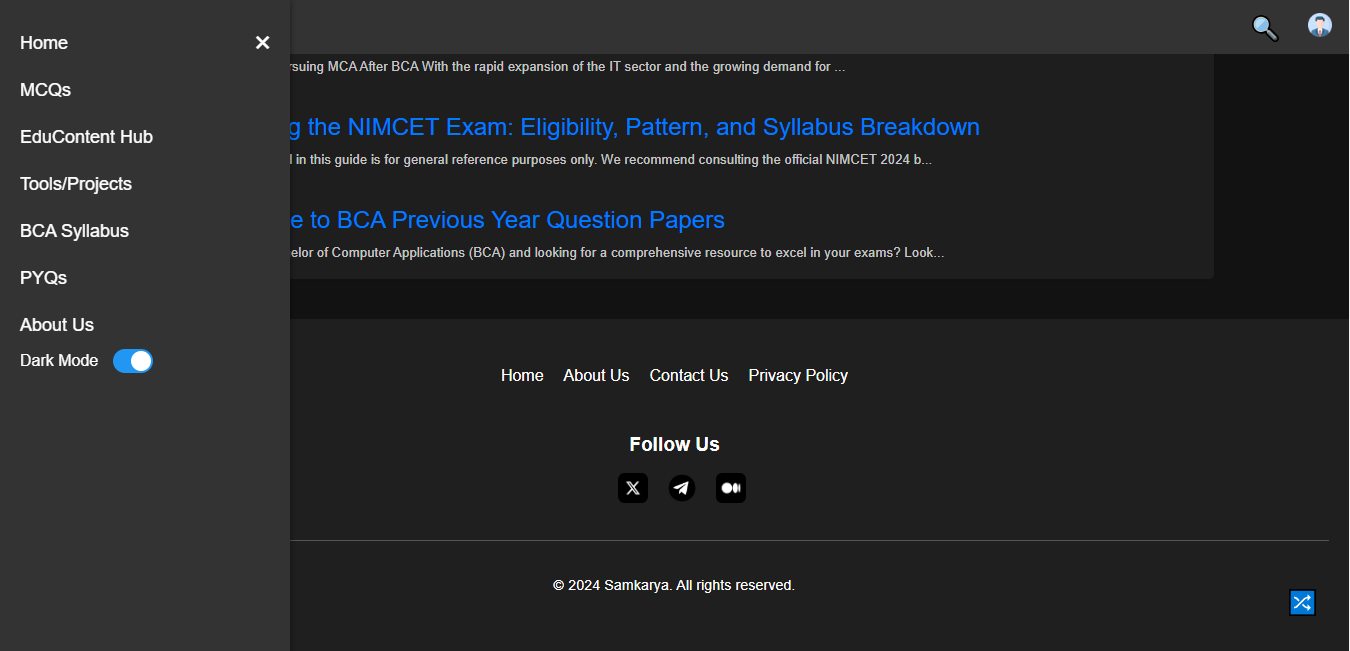 Home
MCQs
EduContent Hub
Tools/Projects
BCA Syllabus
PYQs
About Us
Dark Mode
MCA After BCA With the rapid expansion of the IT sector and the growing demand for ...
the NIMCET Exam: Eligibility, Pattern, and Syllabus Breakdown
in this guide is for general reference purposes only. We recommend consulting the official NIMCET 2024 b...
to BCA Previous Year Question Papers
of Computer Applications (BCA) and looking for a comprehensive resource to excel in your exams? Look...
Home About Us Contact Us Privacy Policy
Follow Us
© 2024 Samkarya. All rights reserved.